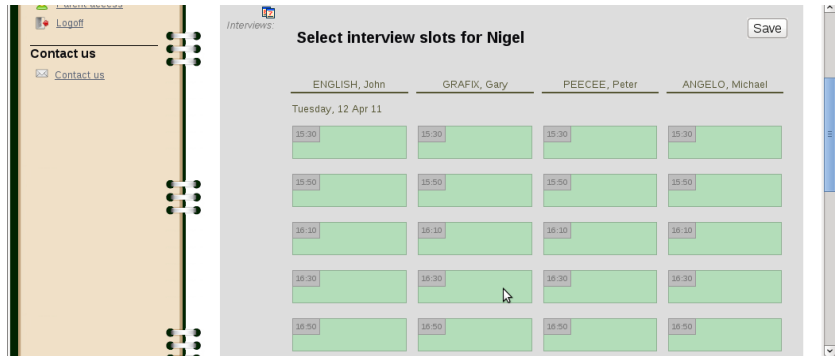 Parent access
Logoff
Contact us
Contact us
Interviews:
Select interview slots for Nigel
Save
ENGLISH, John GRAFIX, Gary PEECEE, Peter ANGELO, Michael
Tuesday, 12 Apr 11
15:30 15:30 15:30 15:30
15:50 15:50 15:50 15:50
16:10 16:10 16:10 16:10
16:30 16:30 16:30 16:30
16:50 16:50 16:50 16:50